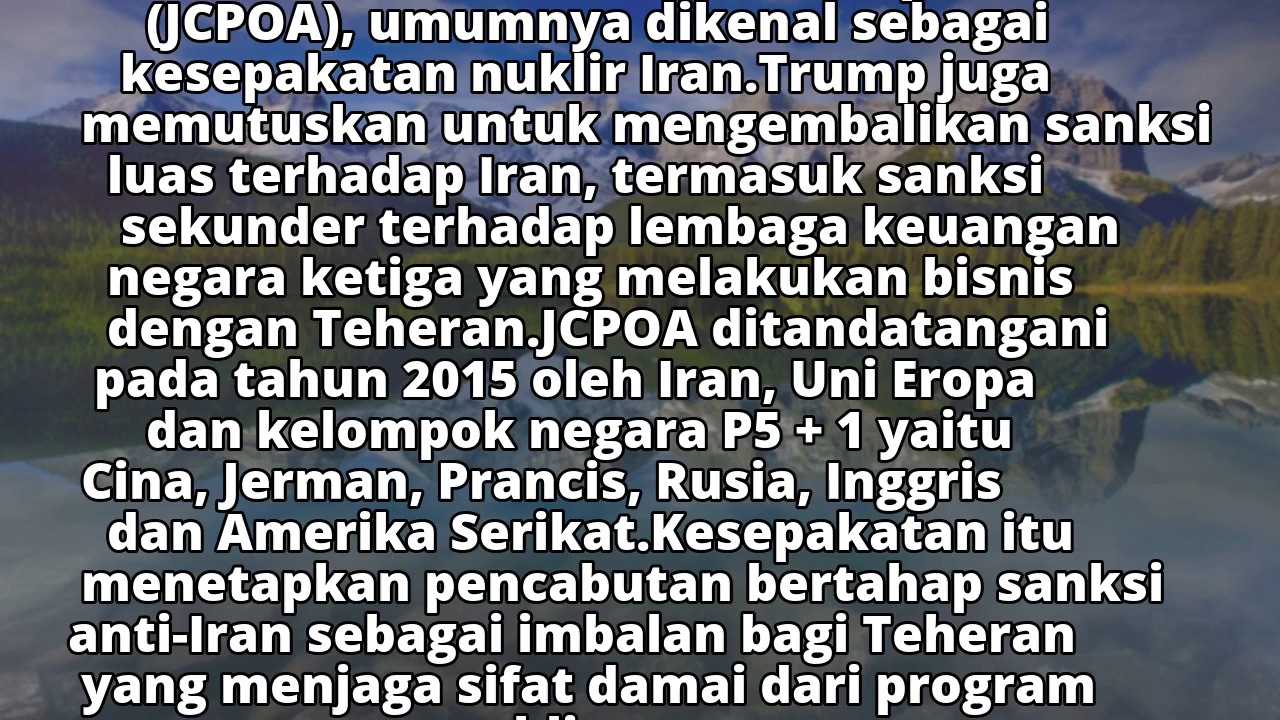 (JCPOA), umumnya dikenal sebagai
kesepakatan nuklir Iran.Trump juga
memutuskan untuk mengembalikan sanksi
luas terhadap Iran, termasuk sanksi
sekunder terhadap lembaga keuangan
negara ketiga yang melakukan bisnis
dengan Teheran.JCPOA ditandatangani
pada tahun 2015 oleh Iran, Uni Eropa
dan kelompok negara P5 + 1 yaitu
Cina, Jerman, Prancis, Rusia, Inggris
dan Amerika Serikat.Kesepakatan itu
menetapkan pencabutan bertahap sanksi
anti-Iran sebagai imbalan bagi Teheran
yang menjaga sifat damai dari program